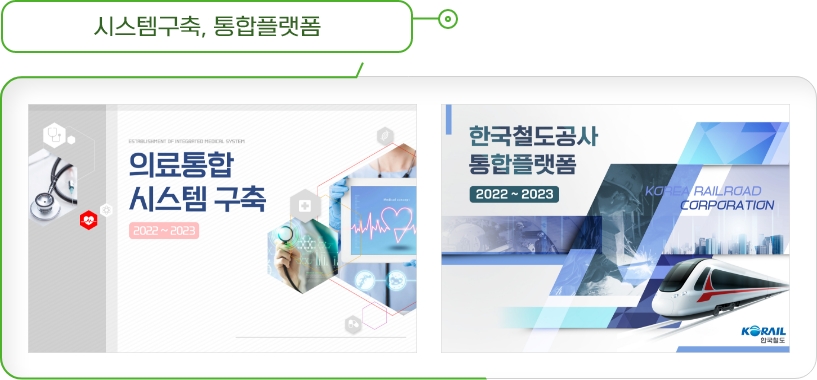 시스템구축, 통합플랫폼
ESTABLISHMENT OF INTEGRATED MEDICAL SYSTEM
의료통합
시스템 구축
2022 ~ 2023
한국철도공사
통합플랫폼
2022 ~ 2023
KOREA RAILROAD
CORPORATION
KORAIL
한국철도